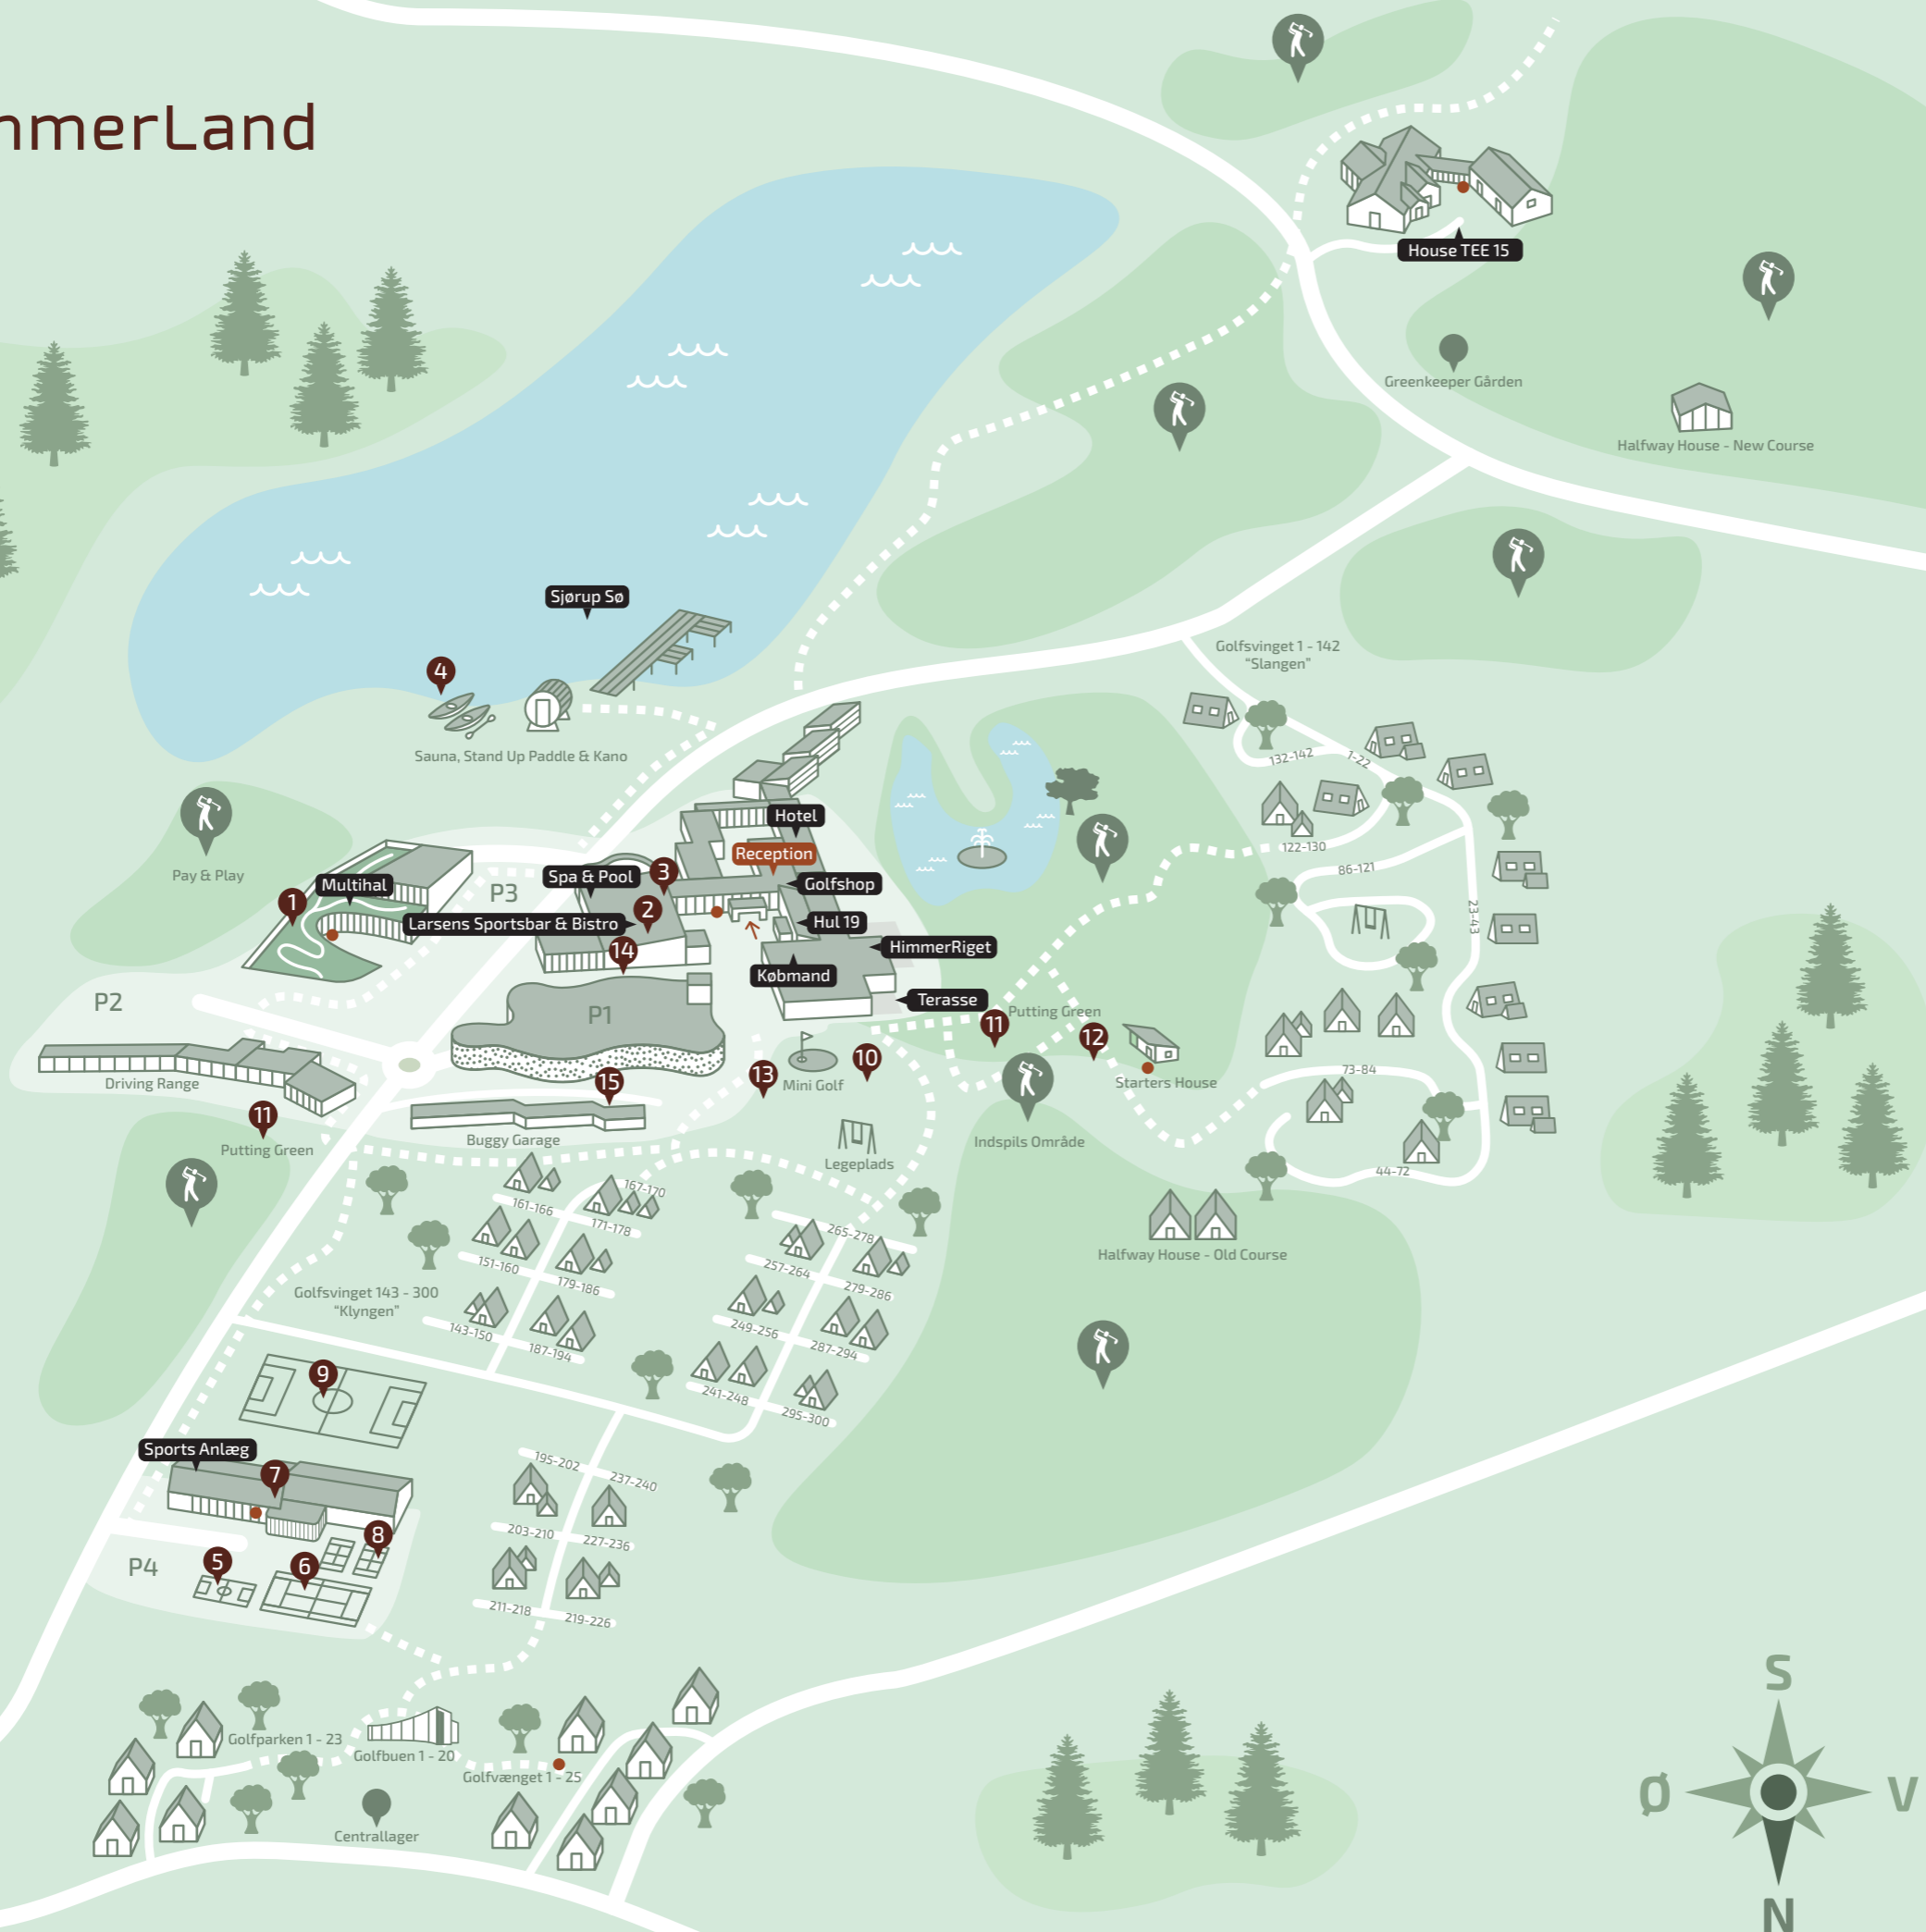 mmerLand
House TEE 15
Greenkeeper Gården
Halfway House - New Course
Sjørup Sø
4
Sauna, Stand Up Paddle & Kano
Golfsvinget 1 - 142
"Slangen"
132-142
1-22
122-130
86-121
23-43
73-84
44-72
Pay & Play
Hotel
Reception
Spa & Pool
3
Golfshop
Multihal
1
P3
2
Larsens Sportsbar & Bistro
Hul 19
14
HimmerRiget
Købmand
Terasse
P2
P1
11
Putting Green
12
Starters House
Driving Range
15
13
Mini Golf
10
Indspils Område
11
Putting Green
Buggy Garage
Legeplads
Halfway House - Old Course
161-166
167-170
171-178
151-160
179-186
143-150
187-194
265-278
257-264
279-286
249-256
287-294
241-248
295-300
Golfsvinget 143 - 300
"Klyngen"
9
Sports Anlæg
7
8
P4
5
6
195-202
237-240
203-210
227-236
211-218
219-226
Golfparken 1 - 23
Golfbuen 1 - 20
Golfvænget 1 - 25
Centrallager
S
Ø
V
N